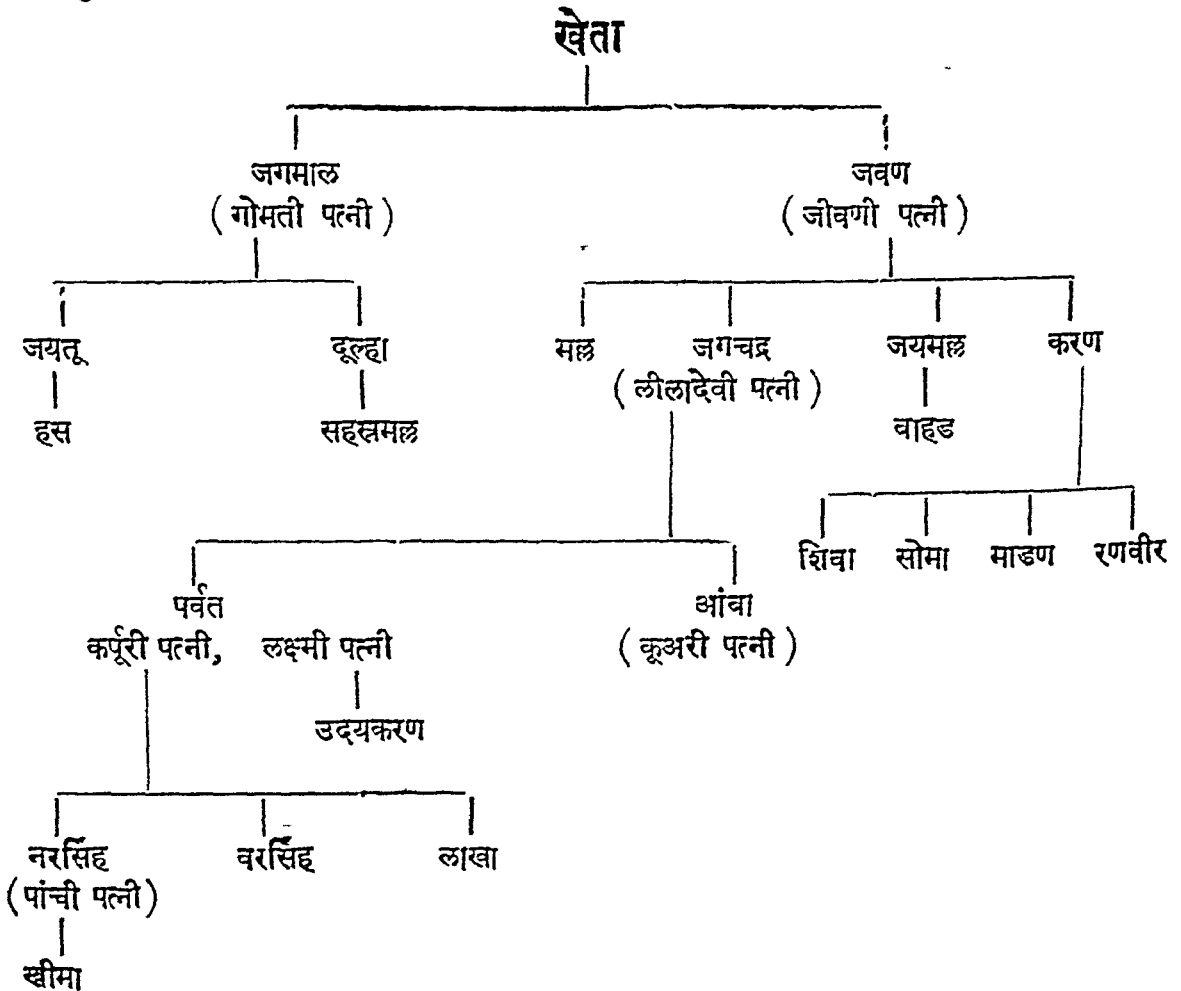 खेता
जगमाल जवण
(गोमती पत्नी) (जीवणी पत्नी)
जयतू दूल्हा मल्ल जगचद्र जयमल्ल करण
(लीलादेवी पत्नी)
हस सहस्रमल्ल वाहड
शिवा सोमा माडण रणवीर
पर्वत आंबा
कर्पूरी पत्नी, लक्ष्मी पत्नी (कूअरी पत्नी)
उदयकरण
नरसिंह वरसिंह लाखा
(पांची पत्नी)
खीमा